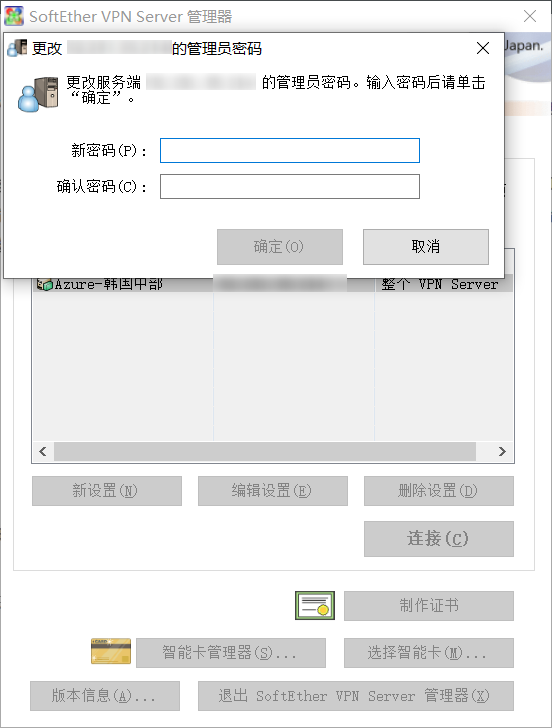 SoftEther VPN Server 管理器
更改 的管理员密码
Japan.
更改服务端 的管理员密码。输入密码后请单击
“确定”。
新密码(P):
确认密码(C):
确定(O)
取消
Azure-韩国中部 整个 VPN Server
新设置(N)
编辑设置(E)
删除设置(D)
连接(C)
制作证书
智能卡管理器(S)...
选择智能卡(M)...
版本信息(A)...
退出 SoftEther VPN Server 管理器(X)